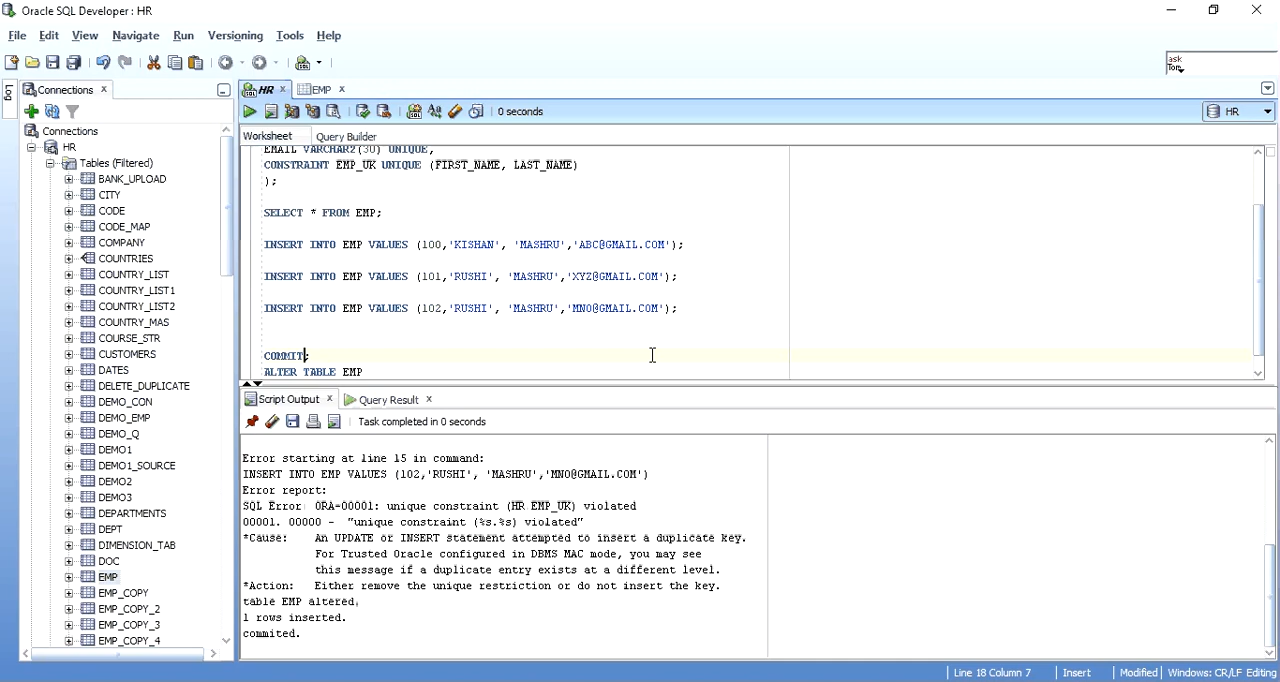 Oracle SQL Developer : HR
File Edit View Navigate Run Versioning Tools Help
ask
Tom
Log
Connections
HR EMP
0 seconds
HR
Connections
HR
Tables (Filtered)
BANK_UPLOAD
CITY
CODE
CODE_MAP
COMPANY
COUNTRIES
COUNTRY_LIST
COUNTRY_LIST1
COUNTRY_LIST2
COUNTRY_MAS
COURSE_STR
CUSTOMERS
DATES
DELETE_DUPLICATE
DEMO_CON
DEMO_EMP
DEMO_Q
DEMO1
DEMO1_SOURCE
DEMO2
DEMO3
DEPARTMENTS
DEPT
DIMENSION_TAB
DOC
EMP
EMP_COPY
EMP_COPY_2
EMP_COPY_3
EMP_COPY_4
Worksheet Query Builder
EMAIL VARCHAR2(30) UNIQUE,
CONSTRAINT EMP_UK UNIQUE (FIRST_NAME, LAST_NAME)
);
SELECT * FROM EMP;
INSERT INTO EMP VALUES (100,'KISHAN', 'MASHRU','ABC@GMAIL.COM');
INSERT INTO EMP VALUES (101,'RUSHI', 'MASHRU','XYZ@GMAIL.COM');
INSERT INTO EMP VALUES (102,'RUSHI', 'MASHRU','MNO@GMAIL.COM');
COMMIT;
ALTER TABLE EMP
Script Output Query Result
Task completed in 0 seconds
Error starting at line 15 in command:
INSERT INTO EMP VALUES (102,'RUSHI', 'MASHRU','MNO@GMAIL.COM')
Error report:
SQL Error: ORA-00001: unique constraint (HR.EMP_UK) violated
00001. 00000 - "unique constraint (%s.%s) violated"
*Cause: An UPDATE or INSERT statement attempted to insert a duplicate key.
For Trusted Oracle configured in DBMS MAC mode, you may see
this message if a duplicate entry exists at a different level.
*Action: Either remove the unique restriction or do not insert the key.
table EMP altered.
1 rows inserted.
commited.
Line 18 Column 7 Insert Modified Windows: CR/LF Editing